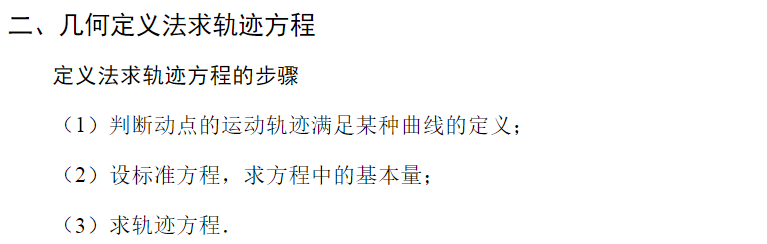 二、几何定义法求轨迹方程
定义法求轨迹方程的步骤
（1）判断动点的运动轨迹满足某种曲线的定义；
（2）设标准方程，求方程中的基本量；
（3）求轨迹方程．